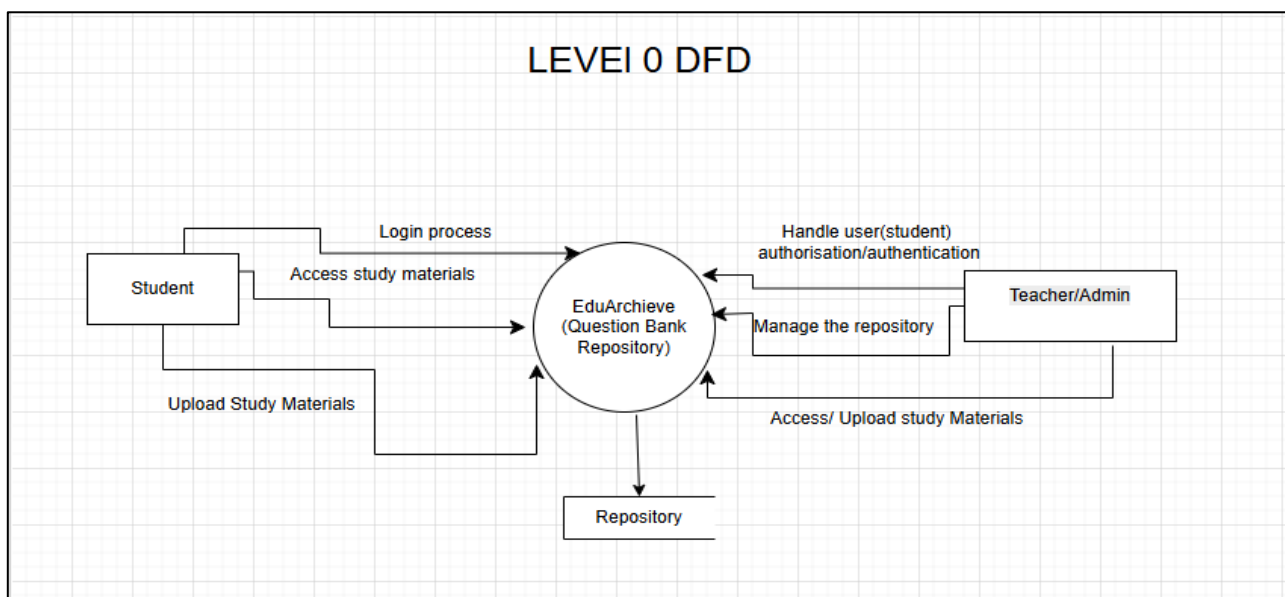 LEVEl 0 DFD
Login process
Access study materials
Student
Upload Study Materials
EduArchieve
(Question Bank
Repository)
Handle user(student)
authorisation/authentication
Teacher/Admin
Manage the repository
Access/ Upload study Materials
Repository